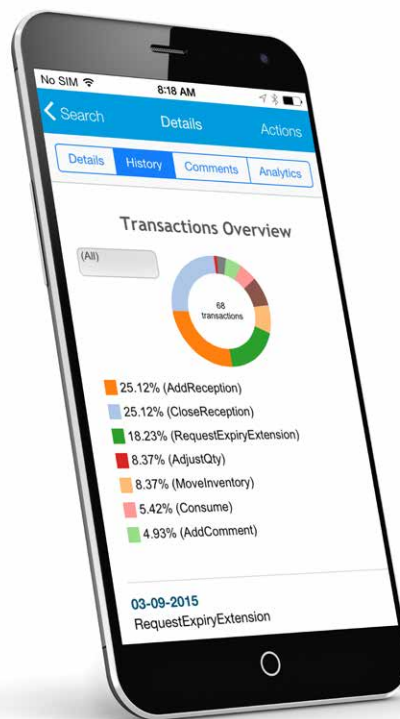 No SIM 8:18 AM
Search Details Actions
Details History Comments Analytics
Transactions Overview
(All)
68
transactions
25.12% (AddReception)
25.12% (CloseReception)
18.23% (RequestExpiryExtension)
8.37% (AdjustQty)
8.37% (MoveInventory)
5.42% (Consume)
4.93% (AddComment)
03-09-2015
RequestExpiryExtension